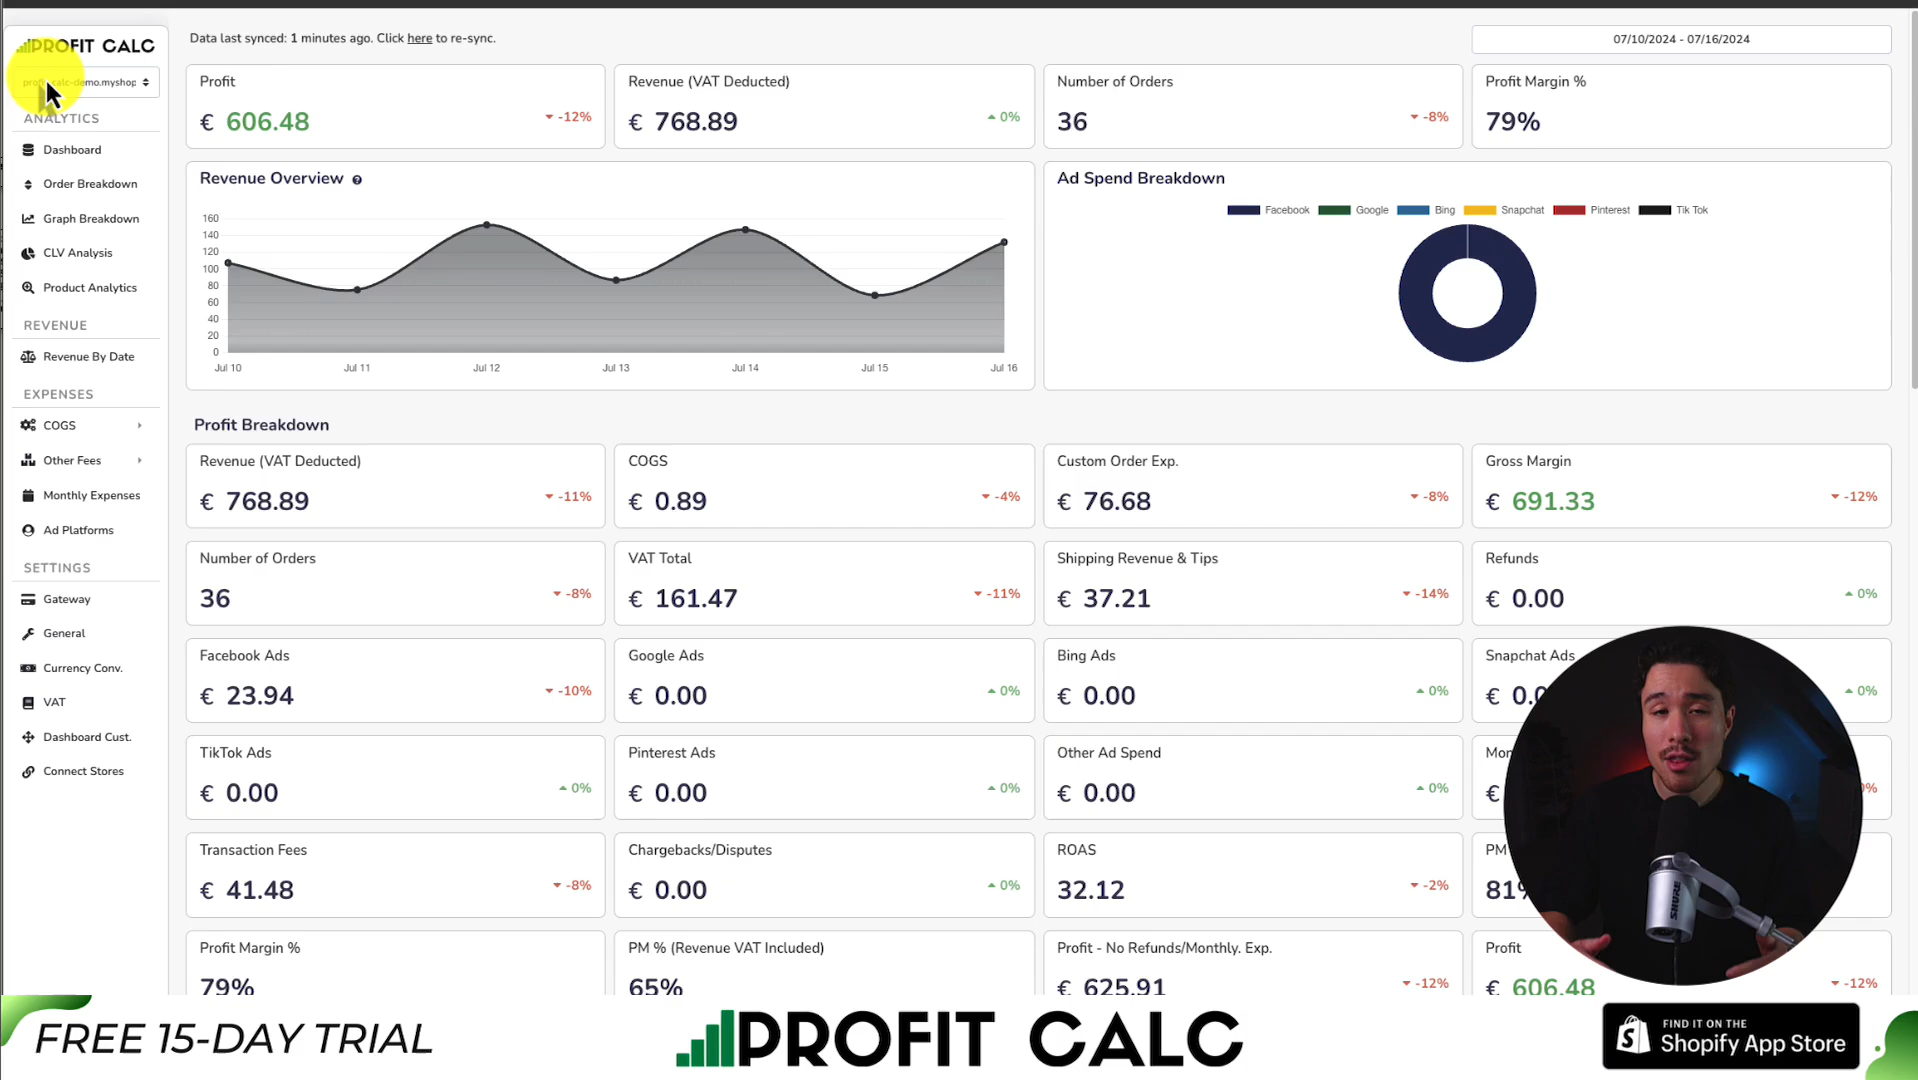 PROFIT CALC
Data last synced: 1 minutes ago. Click here to re-sync.
07/10/2024 - 07/16/2024
profit-calc-demo.myshop
ANALYTICS
Dashboard
Order Breakdown
Graph Breakdown
CLV Analysis
Product Analytics
REVENUE
Revenue By Date
EXPENSES
COGS
Other Fees
Monthly Expenses
Ad Platforms
SETTINGS
Gateway
General
Currency Conv.
VAT
Dashboard Cust.
Connect Stores
Profit
€ 606.48
-12%
Revenue (VAT Deducted)
€ 768.89
0%
Number of Orders
36
-8%
Profit Margin %
79%
Revenue Overview
160
140
120
100
80
60
40
20
0
Jul 10 Jul 11 Jul 12 Jul 13 Jul 14 Jul 15 Jul 16
Ad Spend Breakdown
Facebook Google Bing Snapchat Pinterest Tik Tok
Profit Breakdown
Revenue (VAT Deducted)
€ 768.89
-11%
COGS
€ 0.89
-4%
Custom Order Exp.
€ 76.68
-8%
Gross Margin
€ 691.33
-12%
Number of Orders
36
-8%
VAT Total
€ 161.47
-11%
Shipping Revenue & Tips
€ 37.21
-14%
Refunds
€ 0.00
0%
Facebook Ads
€ 23.94
-10%
Google Ads
€ 0.00
0%
Bing Ads
€ 0.00
0%
Snapchat Ads
€ 0.0
0%
TikTok Ads
€ 0.00
0%
Pinterest Ads
€ 0.00
0%
Other Ad Spend
€ 0.00
0%
Mon
€
0%
Transaction Fees
€ 41.48
-8%
Chargebacks/Disputes
€ 0.00
0%
ROAS
32.12
-2%
PM
81%
Profit Margin %
79%
PM % (Revenue VAT Included)
65%
Profit - No Refunds/Monthly. Exp.
€ 625.91
-12%
Profit
€ 606.48
-12%
SHURE
FREE 15-DAY TRIAL
PROFIT CALC
FIND IT ON THE
Shopify App Store